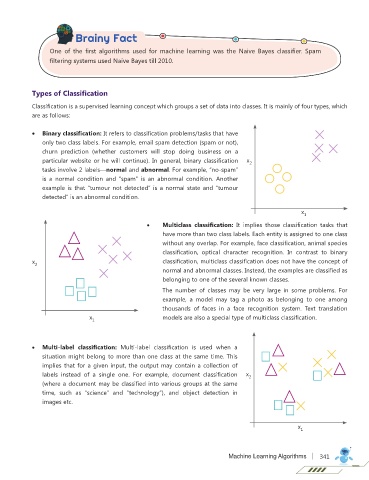 Brainy Fact
One of the first algorithms used for machine learning was the Naive Bayes classifier. Spam
filtering systems used Naive Bayes till 2010.
Types of Classification
Classification is a supervised learning concept which groups a set of data into classes. It is mainly of four types, which
are as follows:
• Binary classification: It refers to classification problems/tasks that have
only two class labels. For example, email spam detection (spam or not),
churn prediction (whether customers will stop doing business on a
particular website or he will continue). In general, binary classification
tasks involve 2 labels—normal and abnormal. For example, "no-spam"
is a normal condition and "spam" is an abnormal condition. Another
example is that "tumour not detected" is a normal state and "tumour
detected" is an abnormal condition.
x2
x1
• Multiclass classification: It implies those classification tasks that
have more than two class labels. Each entity is assigned to one class
without any overlap. For example, face classification, animal species
classification, optical character recognition. In contrast to binary
classification, multiclass classification does not have the concept of
normal and abnormal classes. Instead, the examples are classified as
belonging to one of the several known classes.
The number of classes may be very large in some problems. For
example, a model may tag a photo as belonging to one among
thousands of faces in a face recognition system. Text translation
models are also a special type of multiclass classification.
x2
x1
• Multi-label classification: Multi-label classification is used when a
situation might belong to more than one class at the same time. This
implies that for a given input, the output may contain a collection of
labels instead of a single one. For example, document classification
(where a document may be classified into various groups at the same
time, such as "science" and "technology"), and object detection in
images etc.
x2
x1
Machine Learning Algorithms | 341